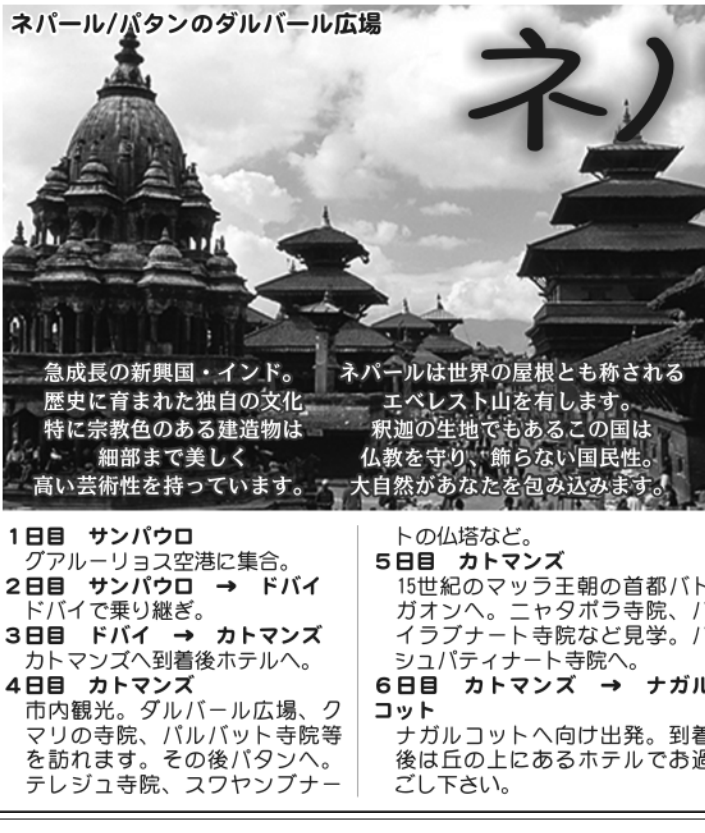 ネパール/パタンのダルバール広場
ネパ
急成長の新興国・インド。
歴史に育まれた独自の文化
特に宗教色のある建造物は
細部まで美しく
高い芸術性を持っています。
ネパールは世界の屋根とも称される
エベレスト山を有します。
釈迦の生地でもあるこの国は
仏教を守り、飾らない国民性。
大自然があなたを包み込みます。
1日目 サンパウロ
グアルーリョス空港に集合。
2日目 サンパウロ → ドバイ
ドバイで乗り継ぎ。
3日目 ドバイ → カトマンズ
カトマンズへ到着後ホテルへ。
4日目 カトマンズ
市内観光。ダルバール広場、ク
マリの寺院、パルバット寺院等
を訪れます。その後パタンへ。
テレジュ寺院、スワヤンブナー
トの仏塔など。
5日目 カトマンズ
15世紀のマッラ王朝の首都バト
ガオンへ。ニャタポラ寺院、バ
イラブナート寺院など見学。パ
シュパティナート寺院へ。
6日目 カトマンズ → ナガル
コット
ナガルコットへ向け出発。到着
後は丘の上にあるホテルでお過
ごし下さい。